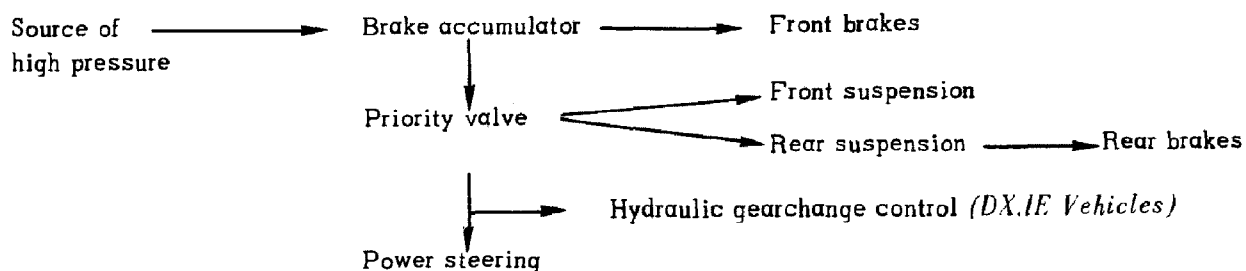 Source of
high pressure
Brake accumulator
Front brakes
Priority valve
Front suspension
Rear suspension
Rear brakes
Hydraulic gearchange control (DX.IE Vehicles)
Power steering